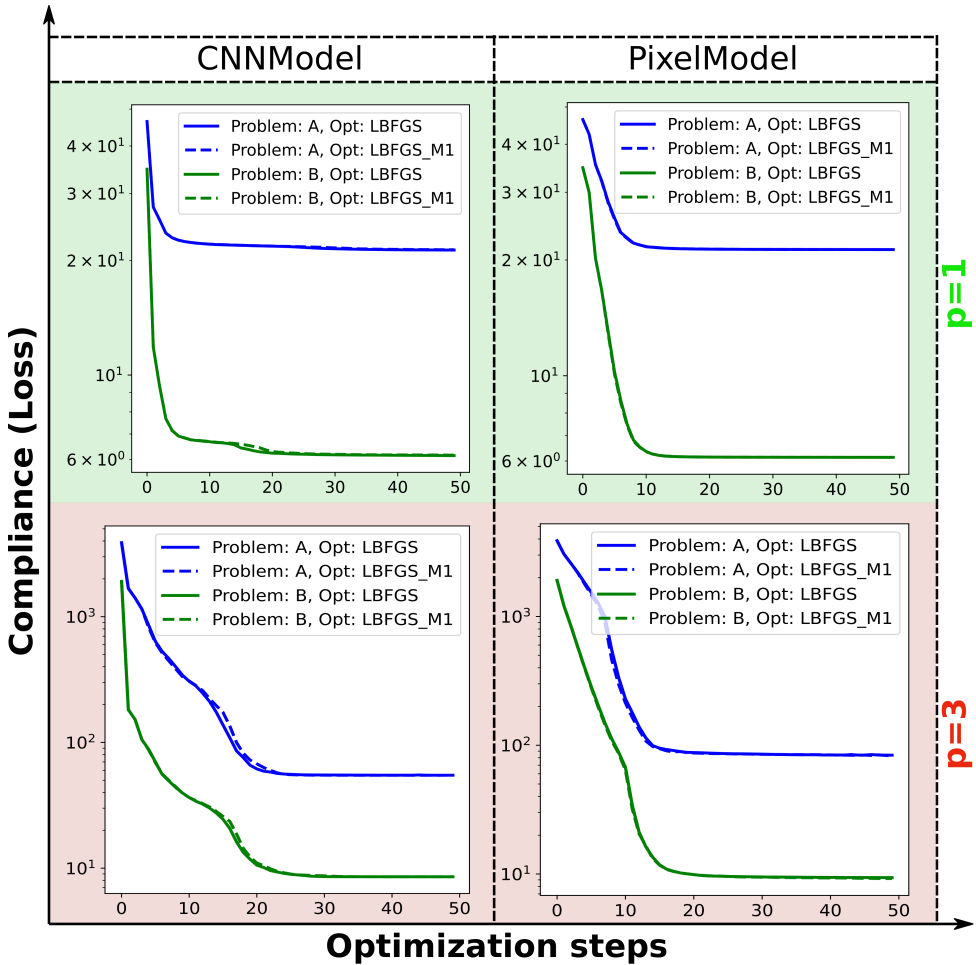 CNNModel
PixelModel
Compliance (Loss)
Optimization steps
p=1
p=3
Problem: A, Opt: LBFGS
Problem: A, Opt: LBFGS_M1
Problem: B, Opt: LBFGS
Problem: B, Opt: LBFGS_M1
4 × 10¹
3 × 10¹
2 × 10¹
10¹
6 × 10⁰
0 10 20 30 40 50
Problem: A, Opt: LBFGS
Problem: A, Opt: LBFGS_M1
Problem: B, Opt: LBFGS
Problem: B, Opt: LBFGS_M1
4 × 10¹
3 × 10¹
2 × 10¹
10¹
6 × 10⁰
0 10 20 30 40 50
Problem: A, Opt: LBFGS
Problem: A, Opt: LBFGS_M1
Problem: B, Opt: LBFGS
Problem: B, Opt: LBFGS_M1
10³
10²
10¹
0 10 20 30 40 50
Problem: A, Opt: LBFGS
Problem: A, Opt: LBFGS_M1
Problem: B, Opt: LBFGS
Problem: B, Opt: LBFGS_M1
10³
10²
10¹
0 10 20 30 40 50